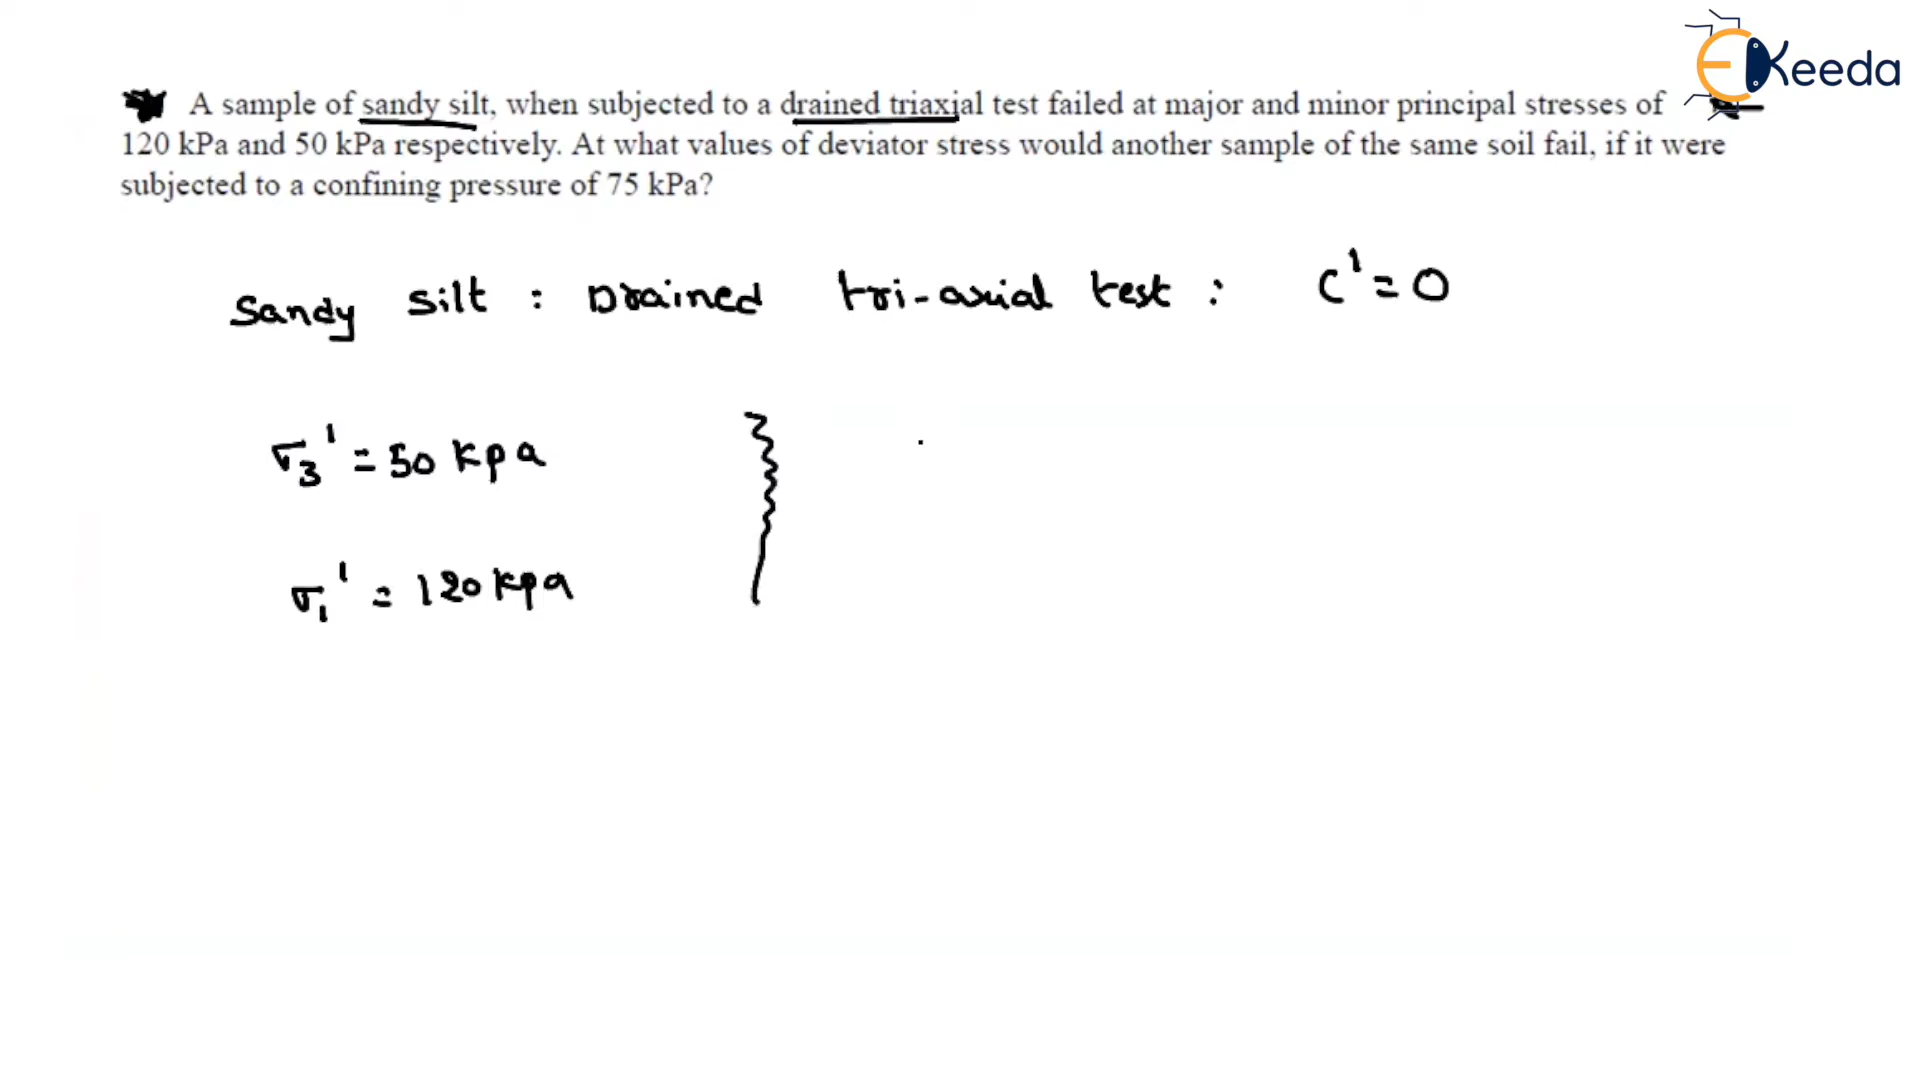 EKeeda
A sample of sandy silt, when subjected to a drained triaxial test failed at major and minor principal stresses of
120 kPa and 50 kPa respectively. At what values of deviator stress would another sample of the same soil fail, if it were
subjected to a confining pressure of 75 kPa?
Sandy silt : Drained tri-axial test : C' = 0
σ₃' = 50 kpa
σ₁' = 120 kpa